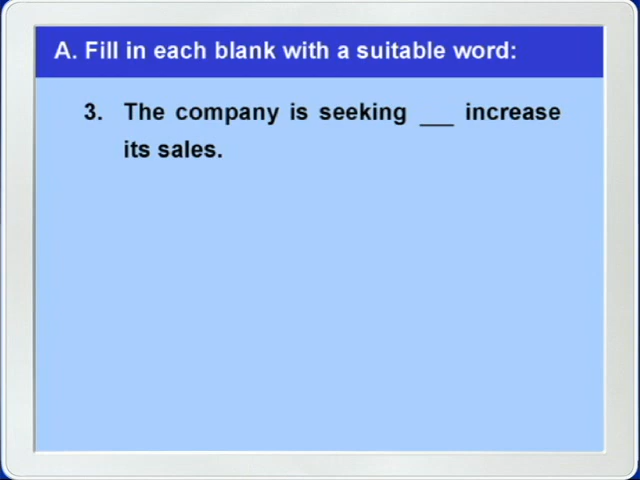 A. Fill in each blank with a suitable word:
3. The company is seeking ___ increase
its sales.